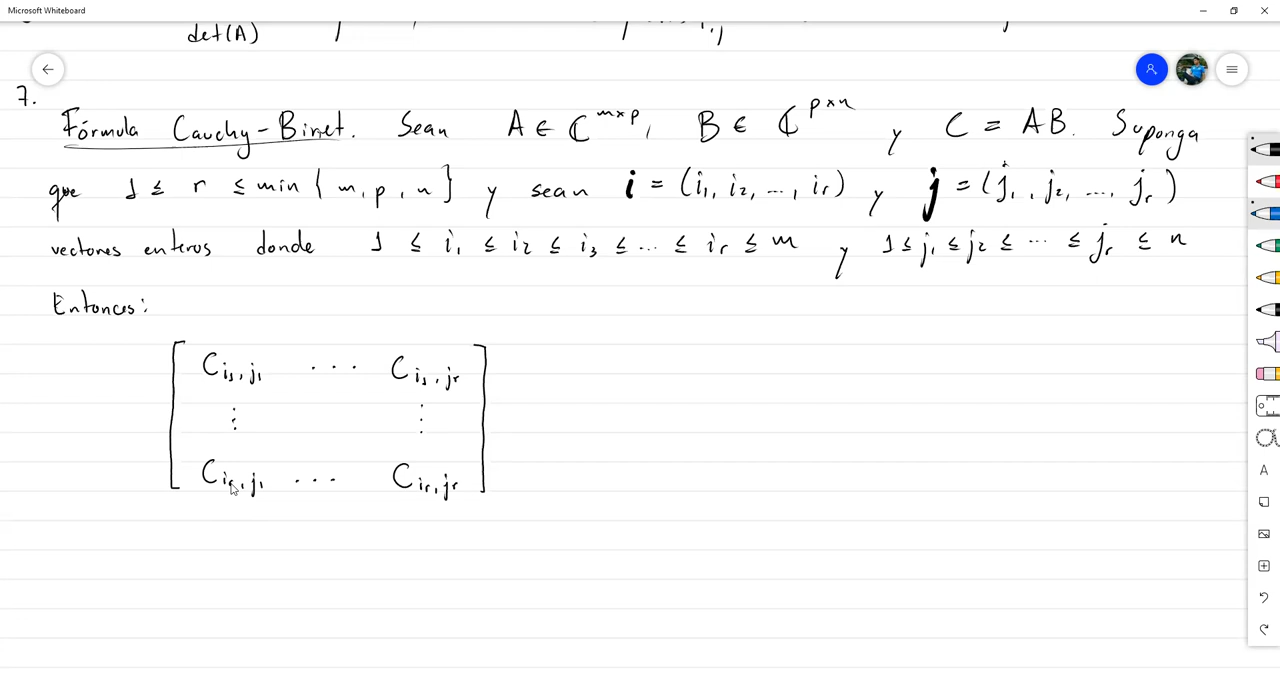 Microsoft Whiteboard
det(A)
7.
Fórmula Cauchy-Binet. Sean A ∈ ℂ^{m×p}, B ∈ ℂ^{p×n} y C = AB. Suponga
que 1 ≤ r ≤ min{m, p, n} y sean i = (i₁, i₂, ..., iᵣ) y j = (j₁, j₂, ..., jᵣ)
vectores enteros donde 1 ≤ i₁ ≤ i₂ ≤ i₃ ≤ ... ≤ iᵣ ≤ m y 1 ≤ j₁ ≤ j₂ ≤ ... ≤ jᵣ ≤ n
Entonces:
C_{i₁,j₁} ... C_{i₁,jᵣ}
⋮ ⋮
C_{iᵣ,j₁} ... C_{iᵣ,jᵣ}
A